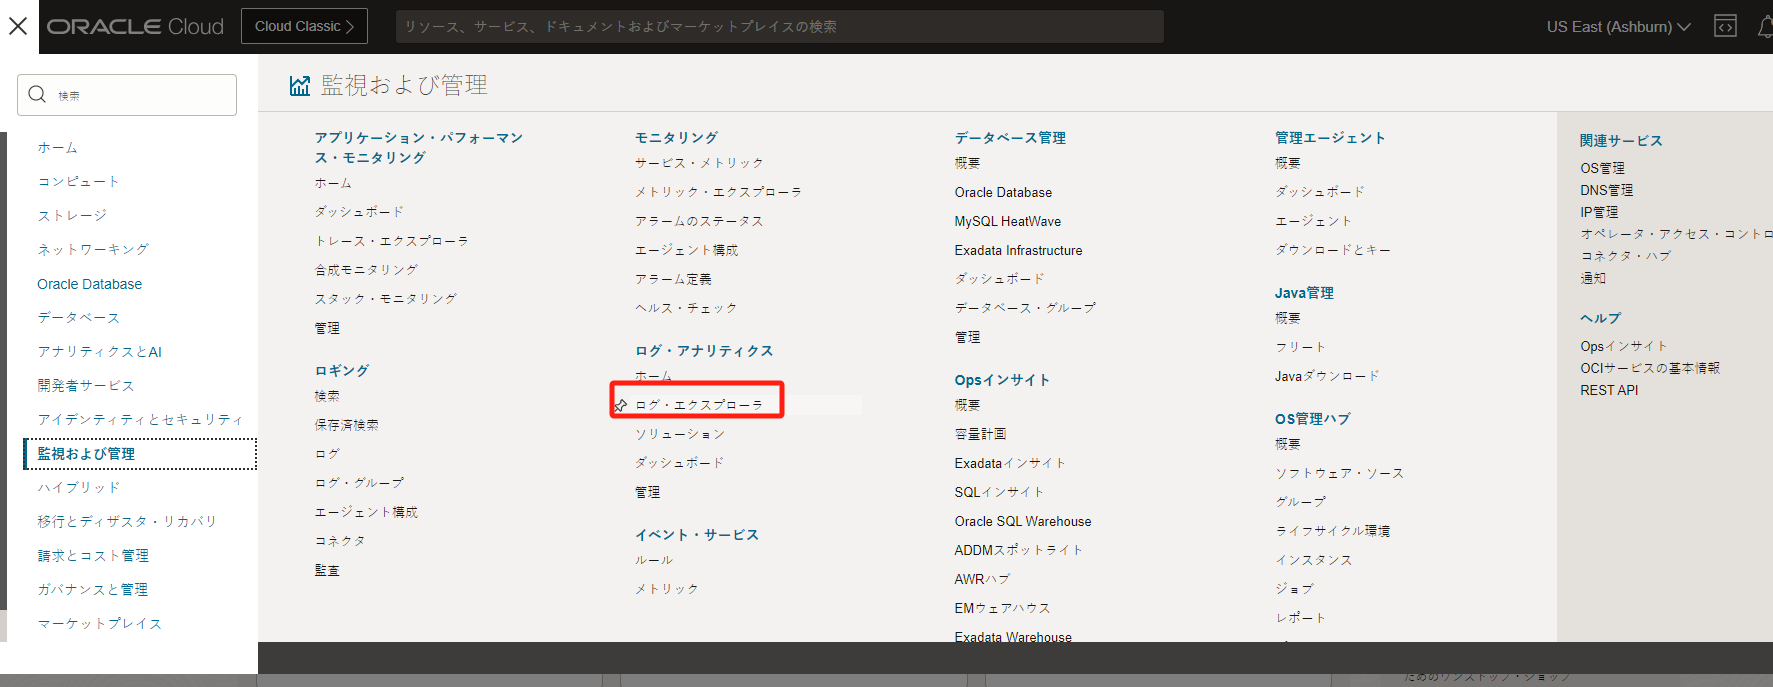 ORACLE Cloud
Cloud Classic
リソース、サービス、ドキュメントおよびマーケットプレイスの検索
US East (Ashburn)
検索
ホーム
コンピュート
ストレージ
ネットワーキング
Oracle Database
データベース
アナリティクスとAI
開発者サービス
アイデンティティとセキュリティ
監視および管理
ハイブリッド
移行とディザスタ・リカバリ
請求とコスト管理
ガバナンスと管理
マーケットプレイス
監視および管理
アプリケーション・パフォーマン
ス・モニタリング
ホーム
ダッシュボード
トレース・エクスプローラ
合成モニタリング
スタック・モニタリング
管理
ロギング
検索
保存済検索
ログ
ログ・グループ
エージェント構成
コネクタ
監査
モニタリング
サービス・メトリック
メトリック・エクスプローラ
アラームのステータス
エージェント構成
アラーム定義
ヘルス・チェック
ログ・アナリティクス
ホーム
ログ・エクスプローラ
ソリューション
ダッシュボード
管理
イベント・サービス
ルール
メトリック
データベース管理
概要
Oracle Database
MySQL HeatWave
Exadata Infrastructure
ダッシュボード
データベース・グループ
管理
Opsインサイト
概要
容量計画
Exadataインサイト
SQLインサイト
Oracle SQL Warehouse
ADDMスポットライト
AWRハブ
EMウェアハウス
Exadata Warehouse
管理エージェント
概要
ダッシュボード
エージェント
ダウンロードとキー
Java管理
概要
フリート
Javaダウンロード
OS管理ハブ
概要
ソフトウェア・ソース
グループ
ライフサイクル環境
インスタンス
ジョブ
レポート
関連サービス
OS管理
DNS管理
IP管理
オペレータ・アクセス・コントロ
コネクタ・ハブ
通知
ヘルプ
Opsインサイト
OCIサービスの基本情報
REST API
ためのワンストップ・ショップ